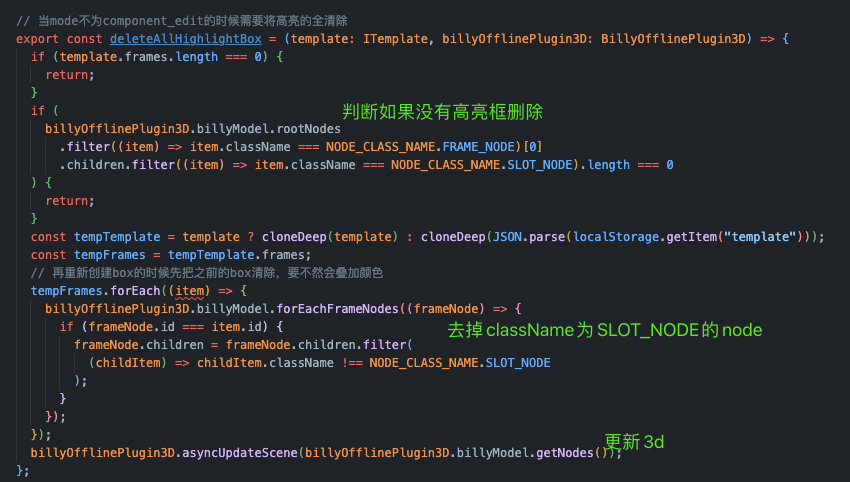 // 当mode不为component_edit的时候需要将高亮的全清除
export const deleteAllHighlightBox = (template: ITemplate, billyOfflinePlugin3D: BillyOfflinePlugin3D) => {
if (template.frames.length === 0) {
return;
}
if (
判断如果没有高亮框删除
billyOfflinePlugin3D.billyModel.rootNodes
.filter((item) => item.className === NODE_CLASS_NAME.FRAME_NODE)[0]
.children.filter((item) => item.className === NODE_CLASS_NAME.SLOT_NODE).length === 0
) {
return;
}
const tempTemplate = template ? cloneDeep(template) : cloneDeep(JSON.parse(localStorage.getItem("template")));
const tempFrames = tempTemplate.frames;
// 再重新创建box的时候先把之前的box清除，要不然会叠加颜色
tempFrames.forEach((item) => {
billyOfflinePlugin3D.billyModel.forEachFrameNodes((frameNode) => {
if (frameNode.id === item.id) {
去掉className为SLOT_NODE的node
frameNode.children = frameNode.children.filter(
(childItem) => childItem.className !== NODE_CLASS_NAME.SLOT_NODE
);
}
});
});
更新3d
billyOfflinePlugin3D.asyncUpdateScene(billyOfflinePlugin3D.billyModel.getNodes());
};